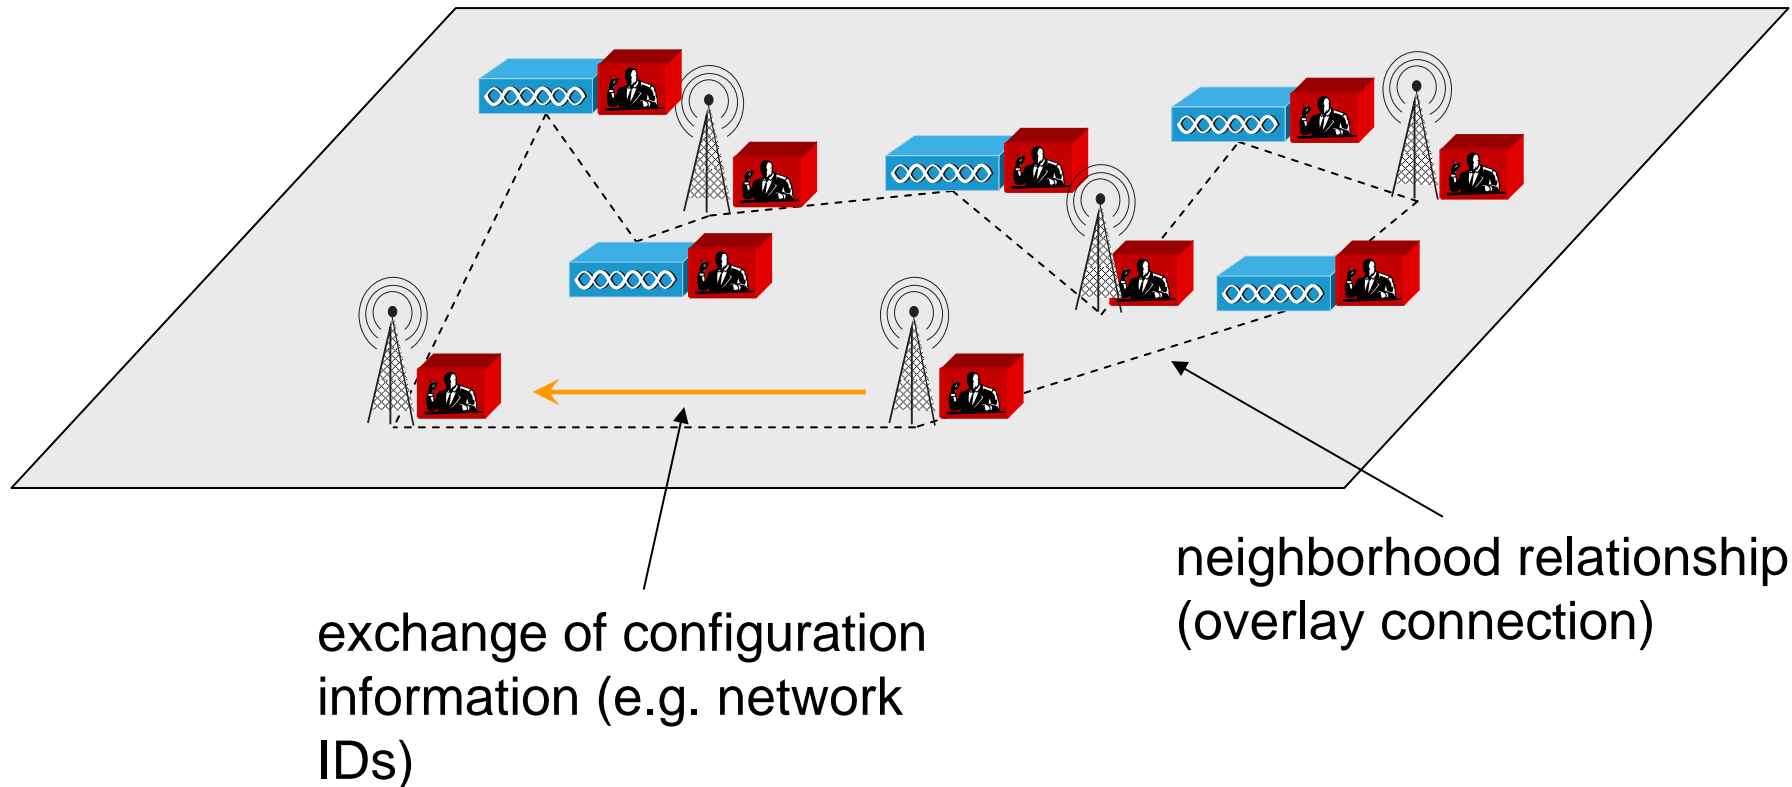 neighborhood relationship
(overlay connection)
exchange of configuration
information (e.g. network
IDs)